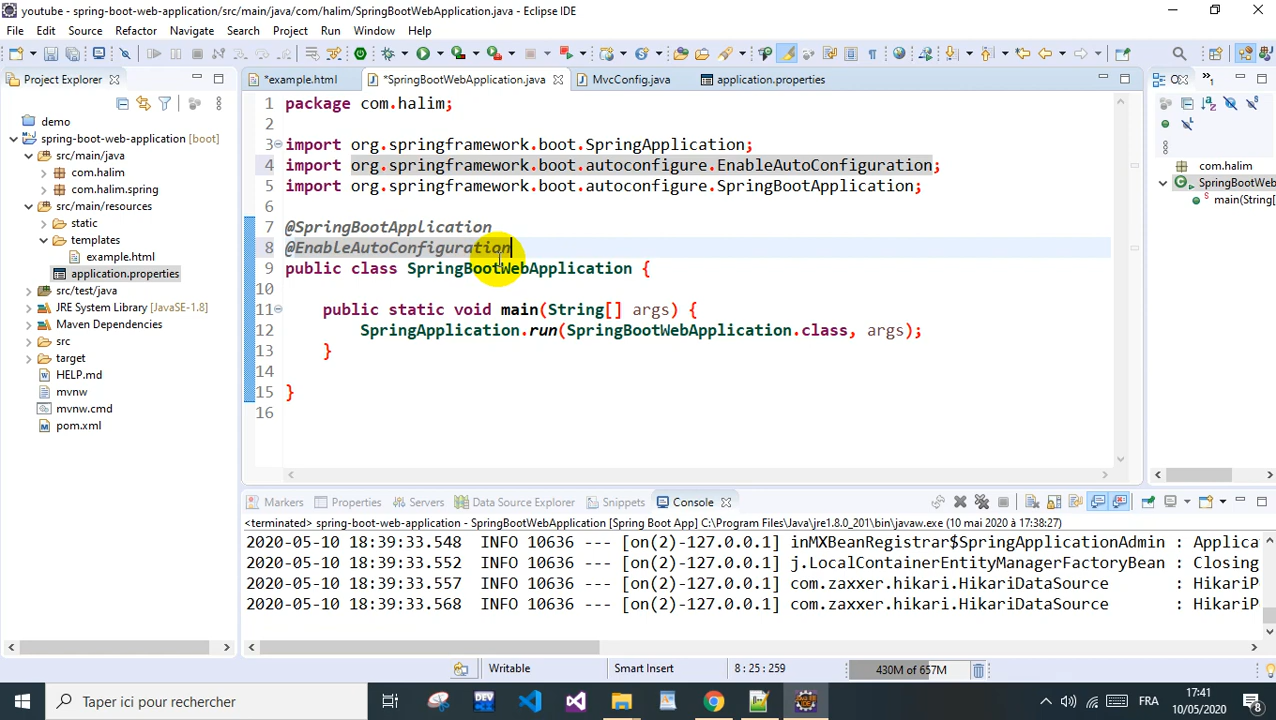 youtube - spring-boot-web-application/src/main/java/com/halim/SpringBootWebApplication.java - Eclipse IDE
File Edit Source Refactor Navigate Search Project Run Window Help
Project Explorer
*example.html
*SpringBootWebApplication.java
MvcConfig.java
application.properties
demo
spring-boot-web-application [boot]
src/main/java
com.halim
com.halim.spring
src/main/resources
static
templates
example.html
application.properties
src/test/java
JRE System Library [JavaSE-1.8]
Maven Dependencies
src
target
HELP.md
mvnw
mvnw.cmd
pom.xml
1 package com.halim;
2
3 import org.springframework.boot.SpringApplication;
4 import org.springframework.boot.autoconfigure.EnableAutoConfiguration;
5 import org.springframework.boot.autoconfigure.SpringBootApplication;
6
7 @SpringBootApplication
8 @EnableAutoConfiguration
9 public class SpringBootWebApplication {
10
11 public static void main(String[] args) {
12 SpringApplication.run(SpringBootWebApplication.class, args);
13 }
14
15 }
16
com.halim
SpringBootWeb
main(String[
Markers Properties Servers Data Source Explorer Snippets Console
<terminated> spring-boot-web-application - SpringBootWebApplication [Spring Boot App] C:\Program Files\Java\jre1.8.0_201\bin\javaw.exe (10 mai 2020 à 17:38:27)
2020-05-10 18:39:33.548 INFO 10636 --- [on(2)-127.0.0.1] inMXBeanRegistrar$SpringApplicationAdmin : Applica
2020-05-10 18:39:33.552 INFO 10636 --- [on(2)-127.0.0.1] j.LocalContainerEntityManagerFactoryBean : Closing
2020-05-10 18:39:33.557 INFO 10636 --- [on(2)-127.0.0.1] com.zaxxer.hikari.HikariDataSource : HikariP
2020-05-10 18:39:33.568 INFO 10636 --- [on(2)-127.0.0.1] com.zaxxer.hikari.HikariDataSource : HikariP
Writable Smart Insert 8 : 25 : 259 430M of 657M
Taper ici pour rechercher
FRA
17:41
10/05/2020
8